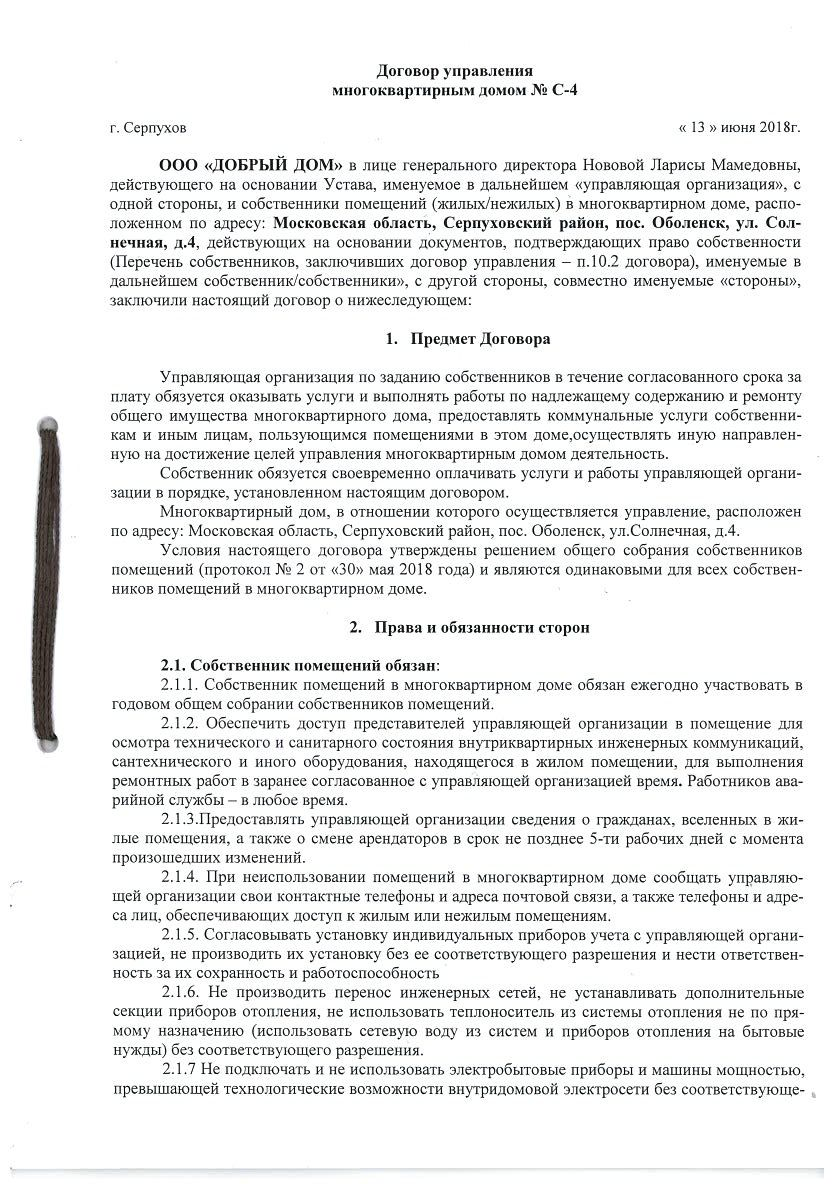 Договор управления
многоквартирным домом № С-4
г. Серпухов « 13 » июня 2018г.
ООО «ДОБРЫЙ ДОМ» в лице генерального директора Нововой Ларисы Мамедовны,
действующего на основании Устава, именуемое в дальнейшем «управляющая организация», с
одной стороны, и собственники помещений (жилых/нежилых) в многоквартирном доме, распо-
ложенном по адресу: Московская область, Серпуховский район, пос. Оболенск, ул. Сол-
нечная, д.4, действующих на основании документов, подтверждающих право собственности
(Перечень собственников, заключивших договор управления – п.10.2 договора), именуемые в
дальнейшем собственник/собственники», с другой стороны, совместно именуемые «стороны»,
заключили настоящий договор о нижеследующем:
1. Предмет Договора
Управляющая организация по заданию собственников в течение согласованного срока за
плату обязуется оказывать услуги и выполнять работы по надлежащему содержанию и ремонту
общего имущества многоквартирного дома, предоставлять коммунальные услуги собственни-
кам и иным лицам, пользующимся помещениями в этом доме,осуществлять иную направлен-
ную на достижение целей управления многоквартирным домом деятельность.
Собственник обязуется своевременно оплачивать услуги и работы управляющей органи-
зации в порядке, установленном настоящим договором.
Многоквартирный дом, в отношении которого осуществляется управление, расположен
по адресу: Московская область, Серпуховский район, пос. Оболенск, ул.Солнечная, д.4.
Условия настоящего договора утверждены решением общего собрания собственников
помещений (протокол № 2 от «30» мая 2018 года) и являются одинаковыми для всех собствен-
ников помещений в многоквартирном доме.
2. Права и обязанности сторон
2.1. Собственник помещений обязан:
2.1.1. Собственник помещений в многоквартирном доме обязан ежегодно участвовать в
годовом общем собрании собственников помещений.
2.1.2. Обеспечить доступ представителей управляющей организации в помещение для
осмотра технического и санитарного состояния внутриквартирных инженерных коммуникаций,
сантехнического и иного оборудования, находящегося в жилом помещении, для выполнения
ремонтных работ в заранее согласованное с управляющей организацией время. Работников ава-
рийной службы – в любое время.
2.1.3.Предоставлять управляющей организации сведения о гражданах, вселенных в жи-
лые помещения, а также о смене арендаторов в срок не позднее 5-ти рабочих дней с момента
произошедших изменений.
2.1.4. При неиспользовании помещений в многоквартирном доме сообщать управляю-
щей организации свои контактные телефоны и адреса почтовой связи, а также телефоны и адре-
са лиц, обеспечивающих доступ к жилым или нежилым помещениям.
2.1.5. Согласовывать установку индивидуальных приборов учета с управляющей органи-
зацией, не производить их установку без ее соответствующего разрешения и нести ответствен-
ность за их сохранность и работоспособность
2.1.6. Не производить перенос инженерных сетей, не устанавливать дополнительные
секции приборов отопления, не использовать теплоноситель из системы отопления не по пря-
мому назначению (использовать сетевую воду из систем и приборов отопления на бытовые
нужды) без соответствующего разрешения.
2.1.7 Не подключать и не использовать электробытовые приборы и машины мощностью,
превышающей технологические возможности внутридомовой электросети без соответствующе-